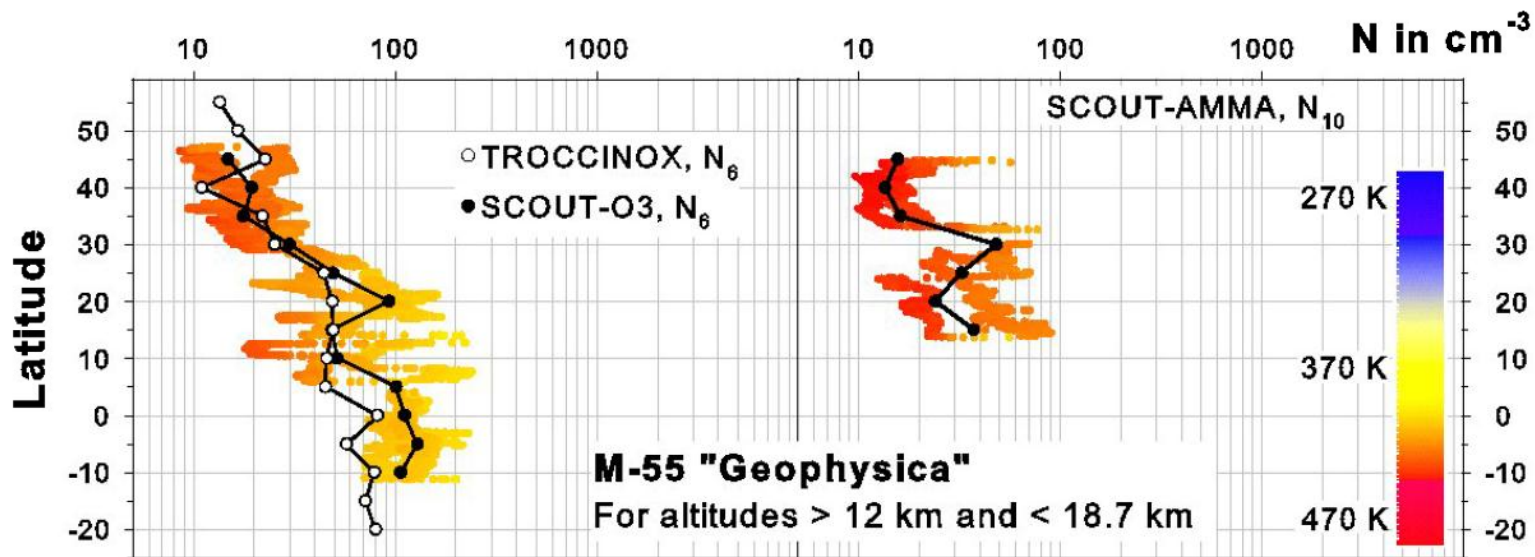 10 100 1000 10 100 1000 N in cm-3
SCOUT-AMMA, N10
50 TROCCINOX, N6 50
40 SCOUT-O3, N6 270 K 40
30 30
20 20
Latitude
10 370 K 10
0 0
-10 M-55 "Geophysica" -10
For altitudes > 12 km and < 18.7 km
-20 470 K -20